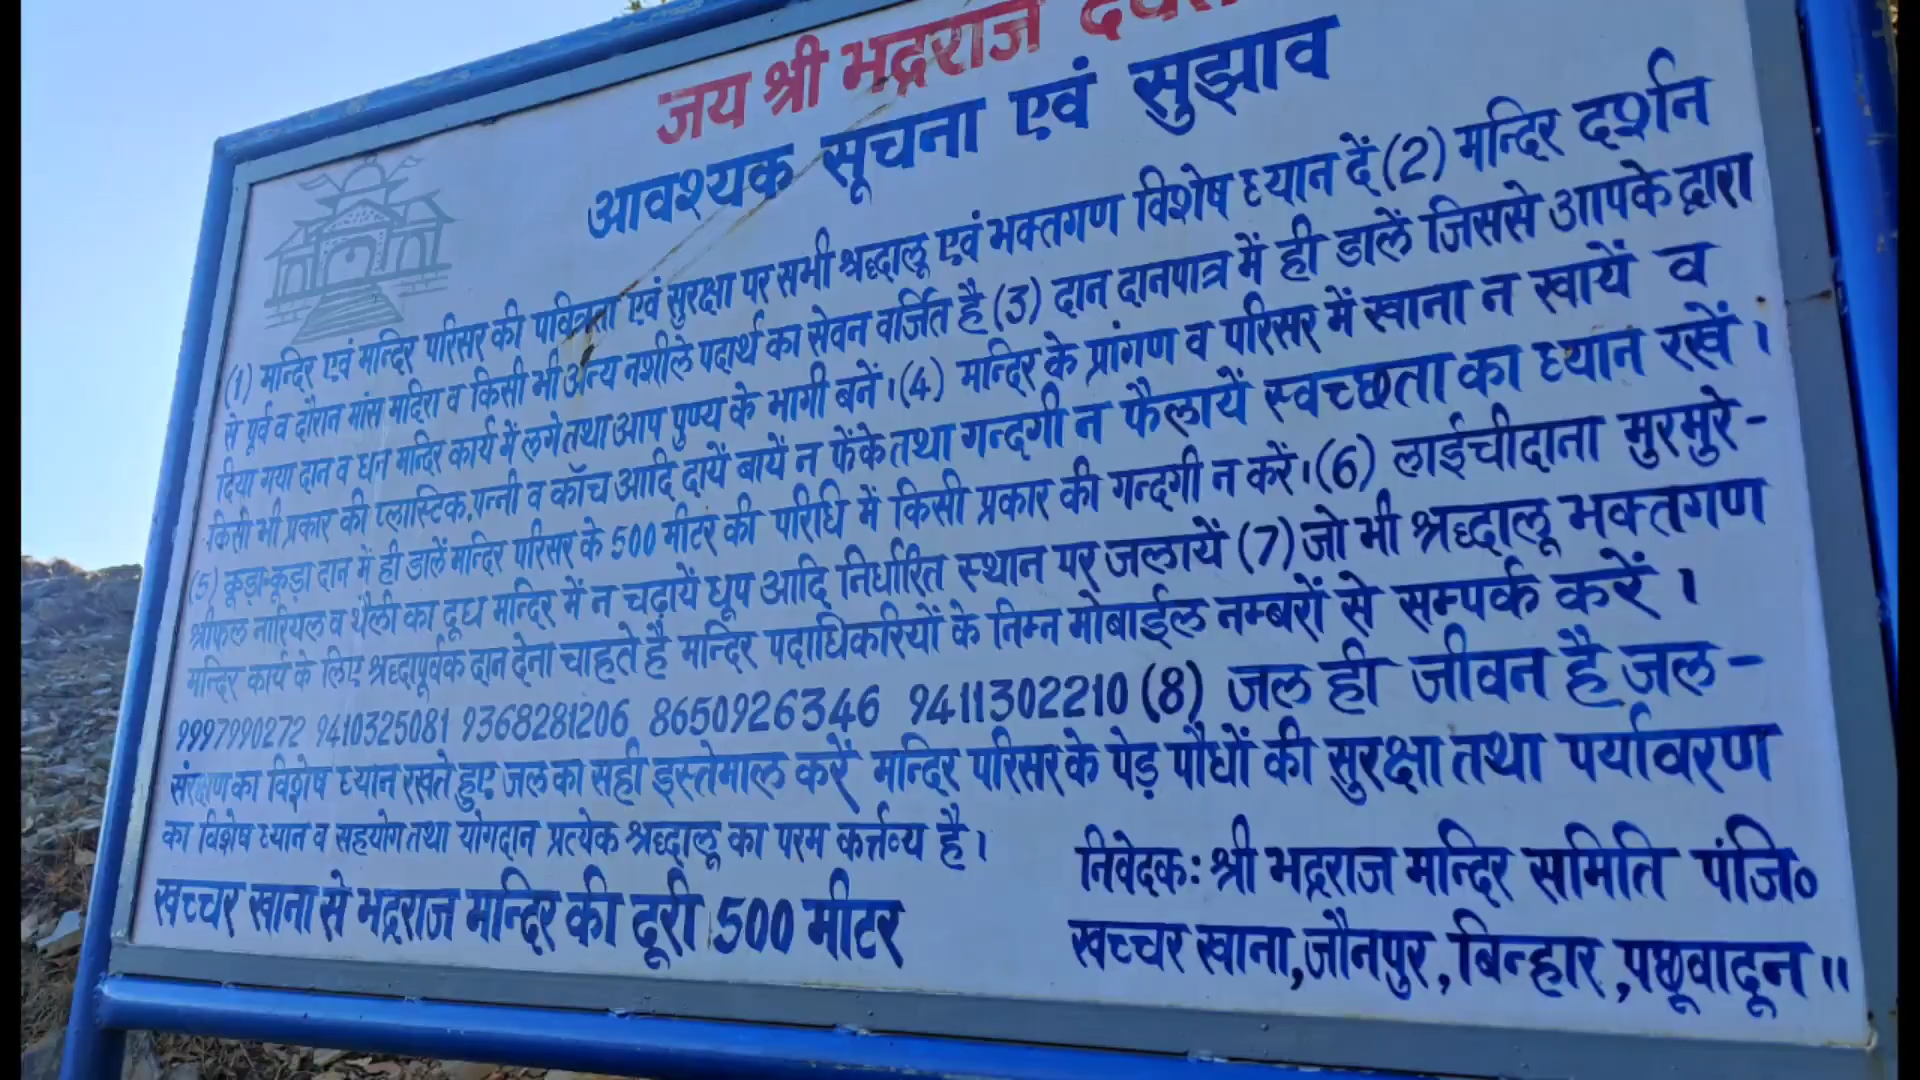 जय श्री भद्रराज
आवश्यक सूचना एवं सुझाव
(1) मन्दिर एवं मन्दिर परिसर की पवित्रता एवं सुरक्षा पर सभी श्रद्धालू एवं भक्तगण विशेष ध्यान दें (2) मन्दिर दर्शन
से पूर्व व दौरान मांस मदिरा व किसी भी अन्य नशीले पदार्थ का सेवन वर्जित है (3) दान दानपात्र में ही डालें जिससे आपके द्वारा
दिया गया दान व धन मन्दिर कार्य में लगे तथा आप पुण्य के भागी बनें। (4) मन्दिर के प्रांगण व परिसर में खाना न खायें व
किसी भी प्रकार की प्लास्टिक, पन्नी व कॉच आदि दायें बायें न फेंके तथा गन्दगी न फैलायें स्वच्छता का ध्यान रखें।
(5) कूड़ा-कूड़ा दान में ही डालें मन्दिर परिसर के 500 मीटर की परिधि में किसी प्रकार की गन्दगी न करें। (6) लाईचीदाना मुरमुरे-
श्रीफल नारियल व थैली का दूध मन्दिर में न चढ़ायें धूप आदि निर्धारित स्थान पर जलायें (7) जो भी श्रद्धालू भक्तगण
मन्दिर कार्य के लिए श्रद्धापूर्वक दान देना चाहते है मन्दिर पदाधिकरियों के निम्न मोबाईल नम्बरों से सम्पर्क करें।
9997990272 9410325081 9368281206 8650926346 9411302210 (8) जल ही जीवन है जल-
संरक्षण का विशेष ध्यान रखते हुए जल का सही इस्तेमाल करें मन्दिर परिसर के पेड़ पौधों की सुरक्षा तथा पर्यावरण
का विशेष ध्यान व सहयोग तथा योगदान प्रत्येक श्रद्धालू का परम कर्त्तव्य है।
निवेदक: श्री भद्रराज मन्दिर समिति पंजि०
खच्चर खाना से भद्रराज मन्दिर की दूरी 500 मीटर
खच्चर खाना, जौनपुर, बिन्हार, पछूवादून ॥